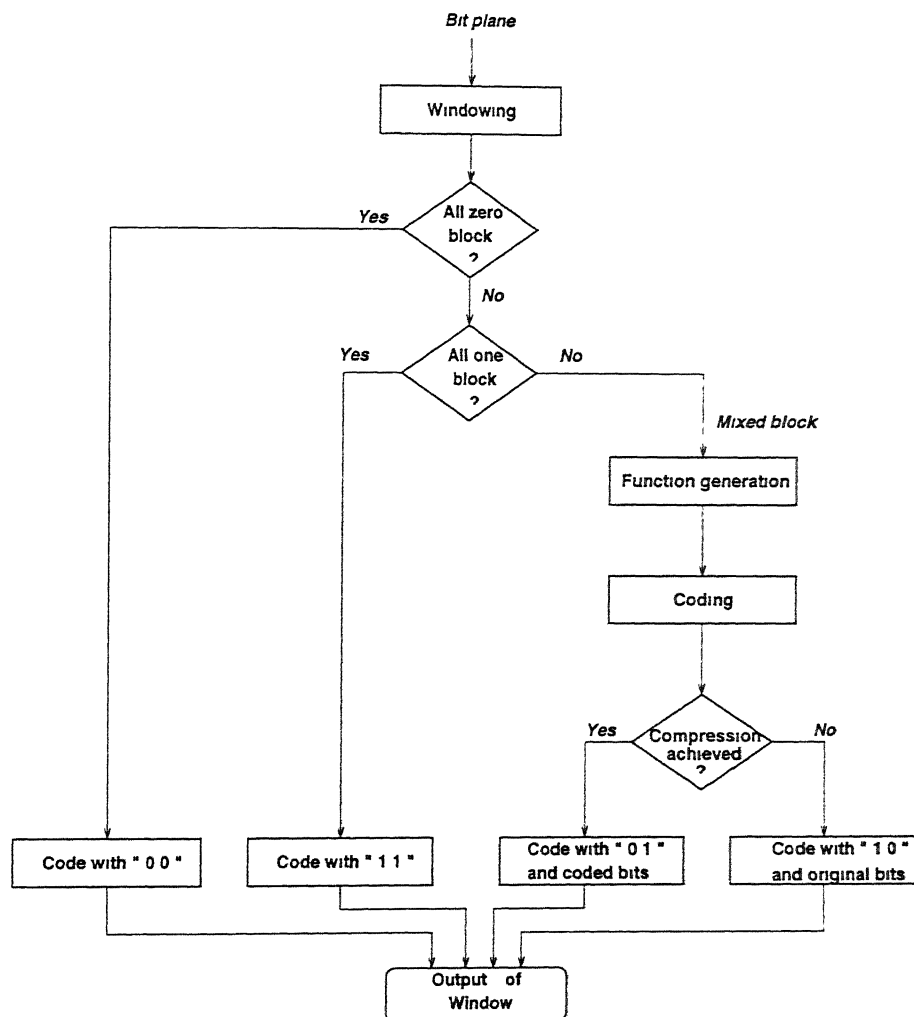 Bit plane
Windowing
Yes
All zero
block
?
No
Yes
All one
block
?
No
Mixed block
Function generation
Coding
Yes
Compression
achieved
?
No
Code with " 0 0 "
Code with " 1 1 "
Code with " 0 1 "
and coded bits
Code with " 1 0 "
and original bits
Output of
Window